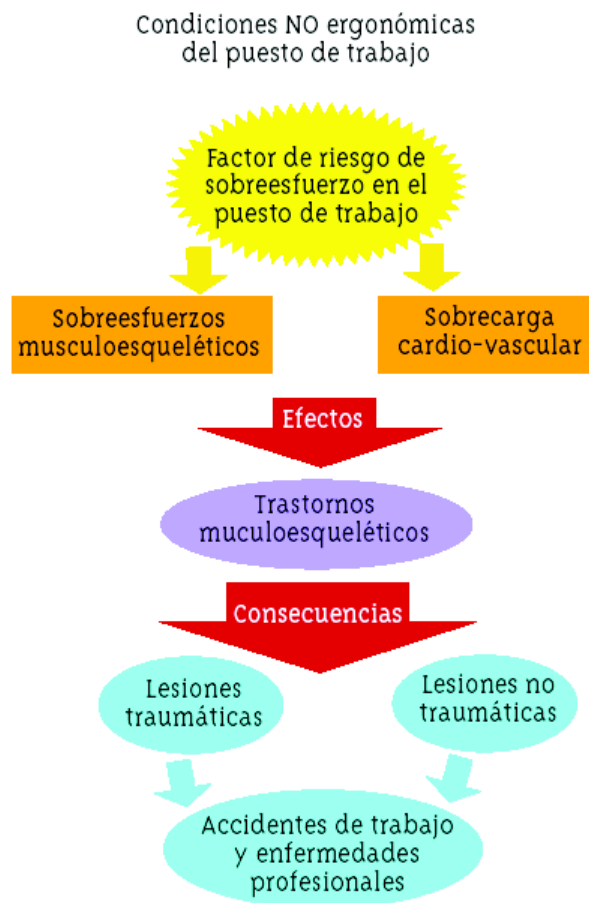 Condiciones NO ergonómicas
del puesto de trabajo
Factor de riesgo de
sobreesfuerzo en el
puesto de trabajo
Sobreesfuerzos
musculoesqueléticos
Sobrecarga
cardio-vascular
Efectos
Trastornos
muculoesqueléticos
Consecuencias
Lesiones
traumáticas
Lesiones no
traumáticas
Accidentes de trabajo
y enfermedades
profesionales